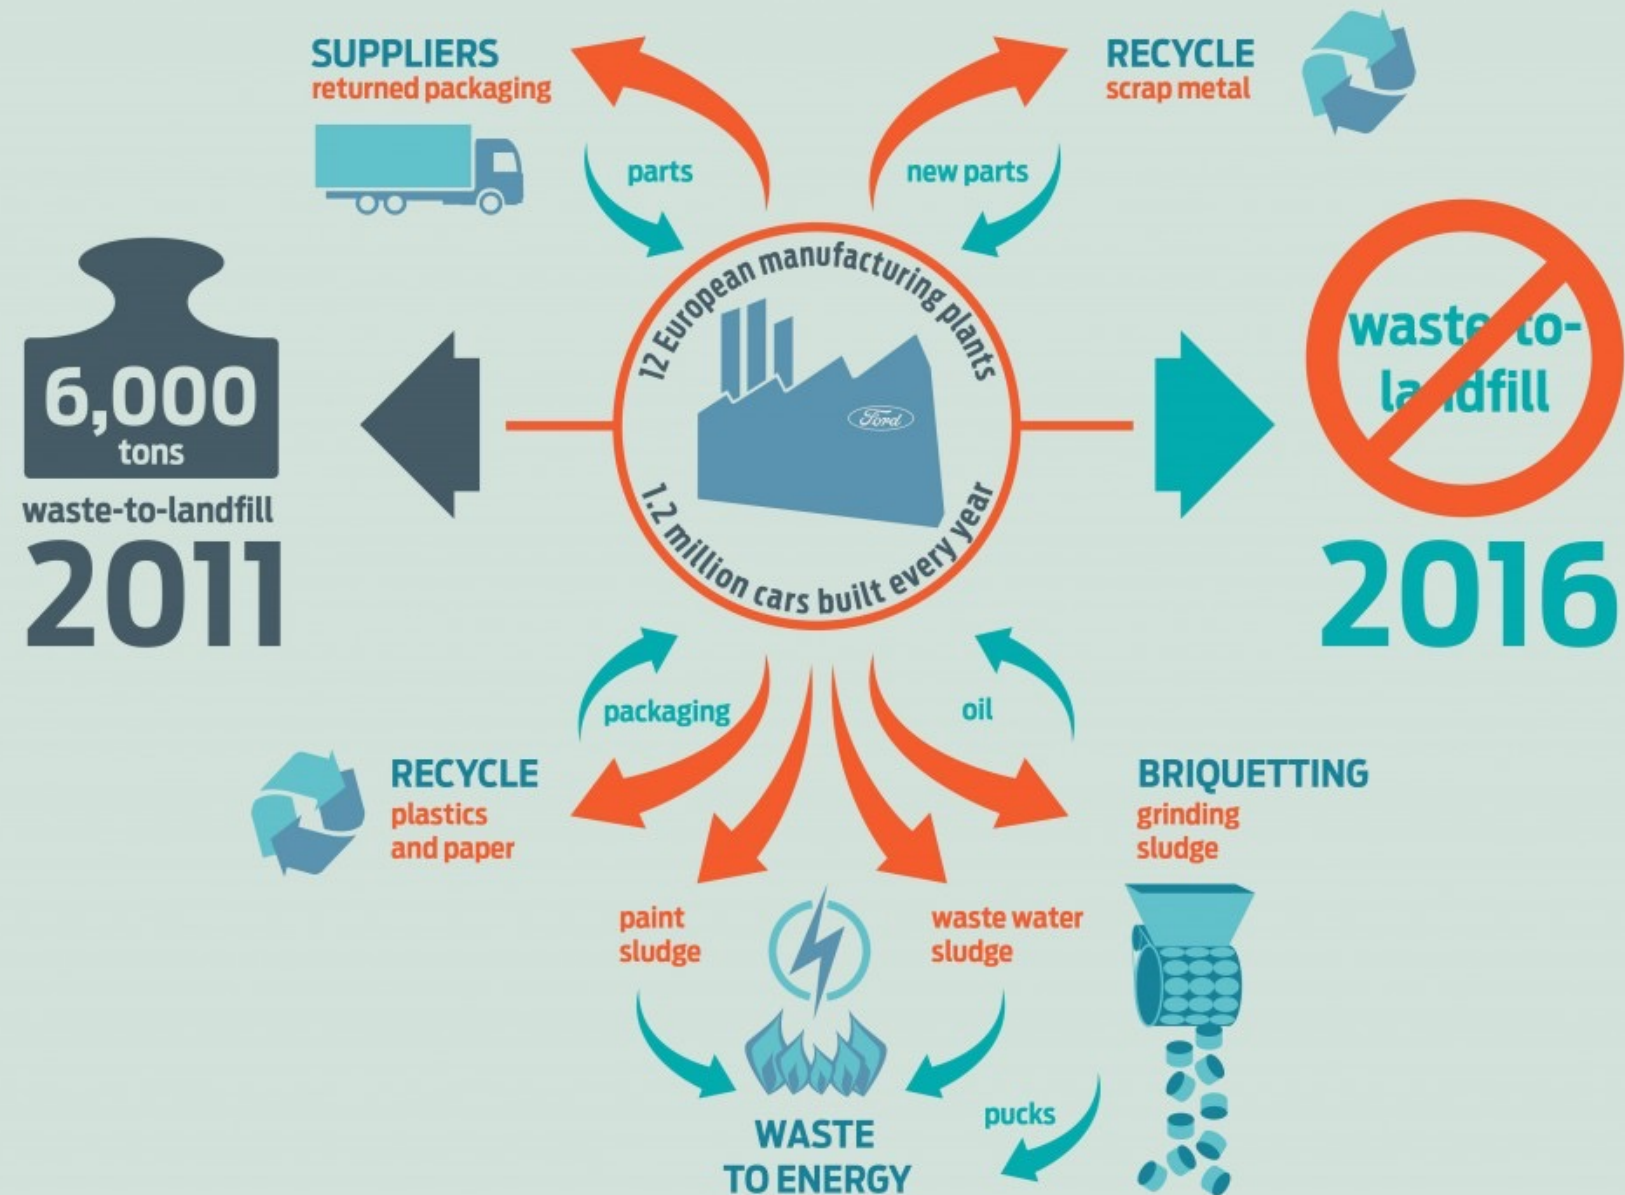 SUPPLIERS
returned packaging
RECYCLE
scrap metal
parts
new parts
12 European manufacturing plants
Ford
1.2 million cars built every year
6,000
tons
waste-to-landfill
2011
waste-to-
landfill
2016
packaging
oil
RECYCLE
plastics
and paper
BRIQUETTING
grinding
sludge
paint
sludge
waste water
sludge
pucks
WASTE
TO ENERGY